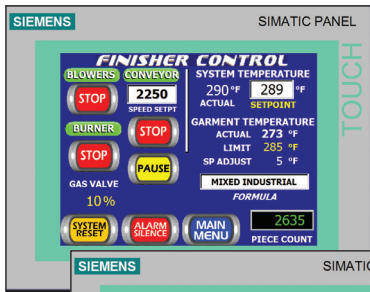 SIEMENS
SIMATIC PANEL
TOUCH
FINISHER CONTROL
BLOWERS
CONVEYOR
SYSTEM TEMPERATURE
STOP
2250
SPEED SETPT
290 °F
289 °F
ACTUAL
SETPOINT
BURNER
STOP
GARMENT TEMPERATURE
ACTUAL 273 °F
LIMIT 285 °F
SP ADJUST 5 °F
STOP
PAUSE
GAS VALVE
10%
MIXED INDUSTRIAL
FORMULA
SYSTEM RESET
ALARM SILENCE
MAIN MENU
2635
PIECE COUNT
SIEMENS